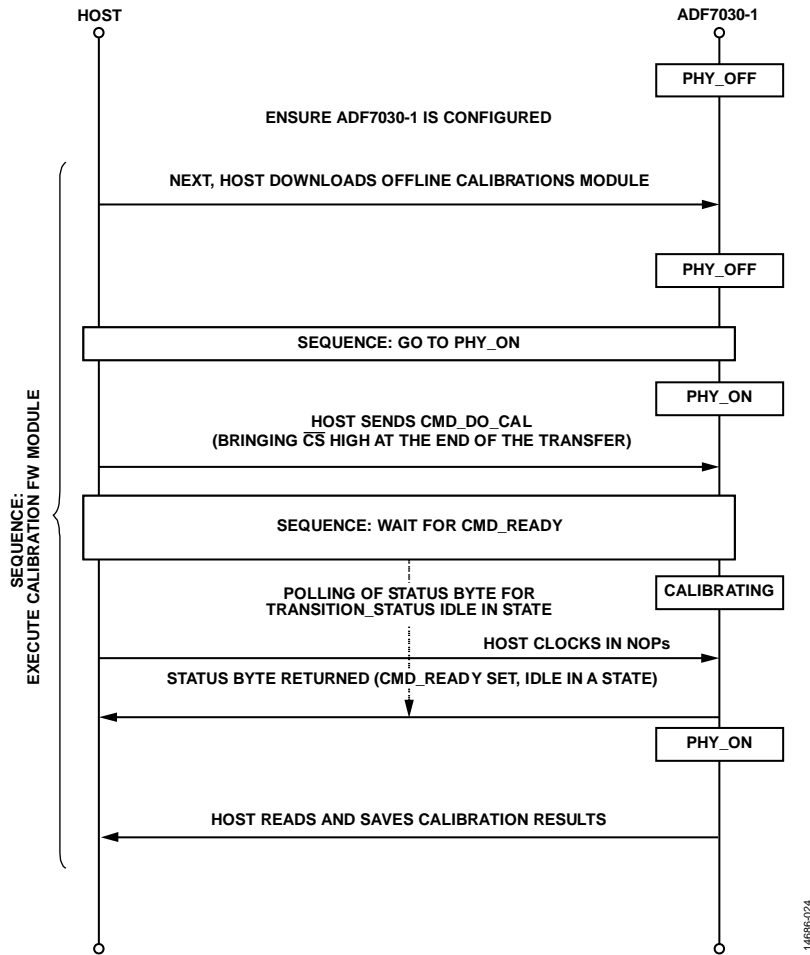 HOST
ADF7030-1
PHY_OFF
ENSURE ADF7030-1 IS CONFIGURED
NEXT, HOST DOWNLOADS OFFLINE CALIBRATIONS MODULE
PHY_OFF
SEQUENCE: GO TO PHY_ON
PHY_ON
HOST SENDS CMD_DO_CAL
(BRINGING CS HIGH AT THE END OF THE TRANSFER)
SEQUENCE:
EXECUTE CALIBRATION FW MODULE
SEQUENCE: WAIT FOR CMD_READY
CALIBRATING
POLLING OF STATUS BYTE FOR
TRANSITION_STATUS IDLE IN STATE
HOST CLOCKS IN NOPs
STATUS BYTE RETURNED (CMD_READY SET, IDLE IN A STATE)
PHY_ON
HOST READS AND SAVES CALIBRATION RESULTS
14686-024